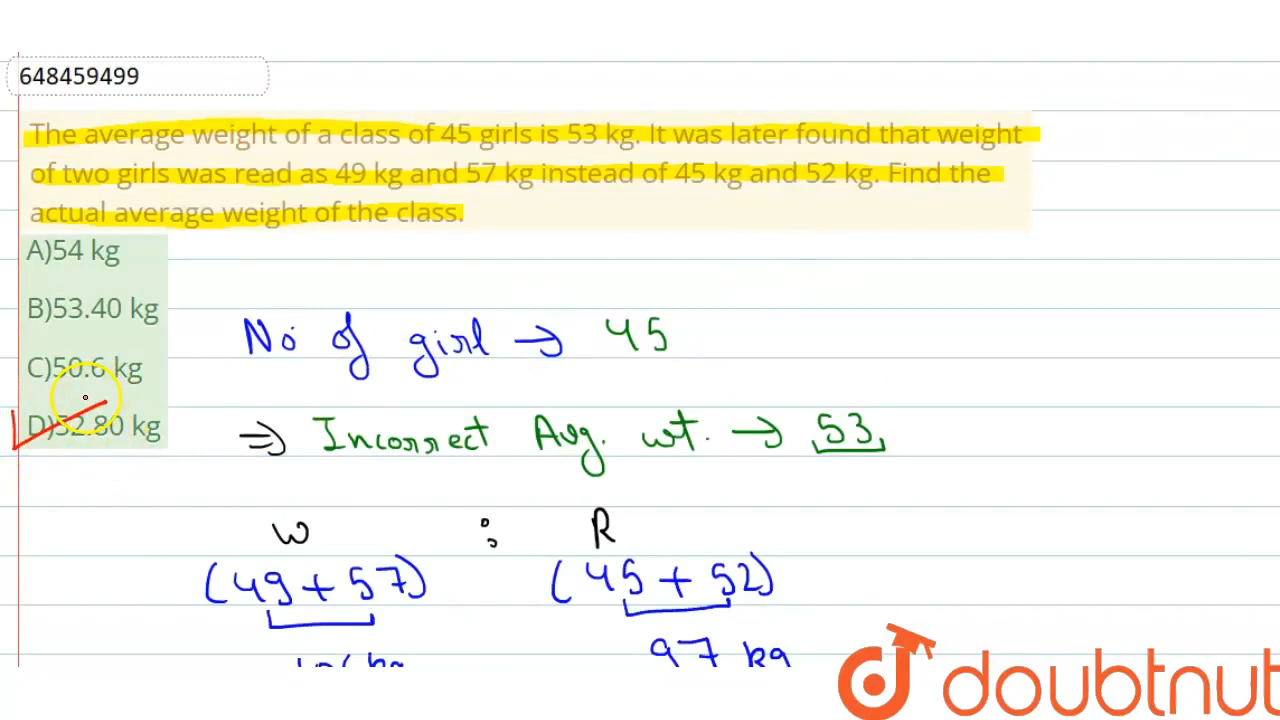 648459499
The average weight of a class of 45 girls is 53 kg. It was later found that weight
of two girls was read as 49 kg and 57 kg instead of 45 kg and 52 kg. Find the
actual average weight of the class.
A)54 kg
B)53.40 kg
C)50.6 kg
D)52.80 kg
No of girl → 45
⇒ Incorrect Avg. wt. → 53
W : R
(49 + 57) (45 + 52)
97 kg
doubtnut